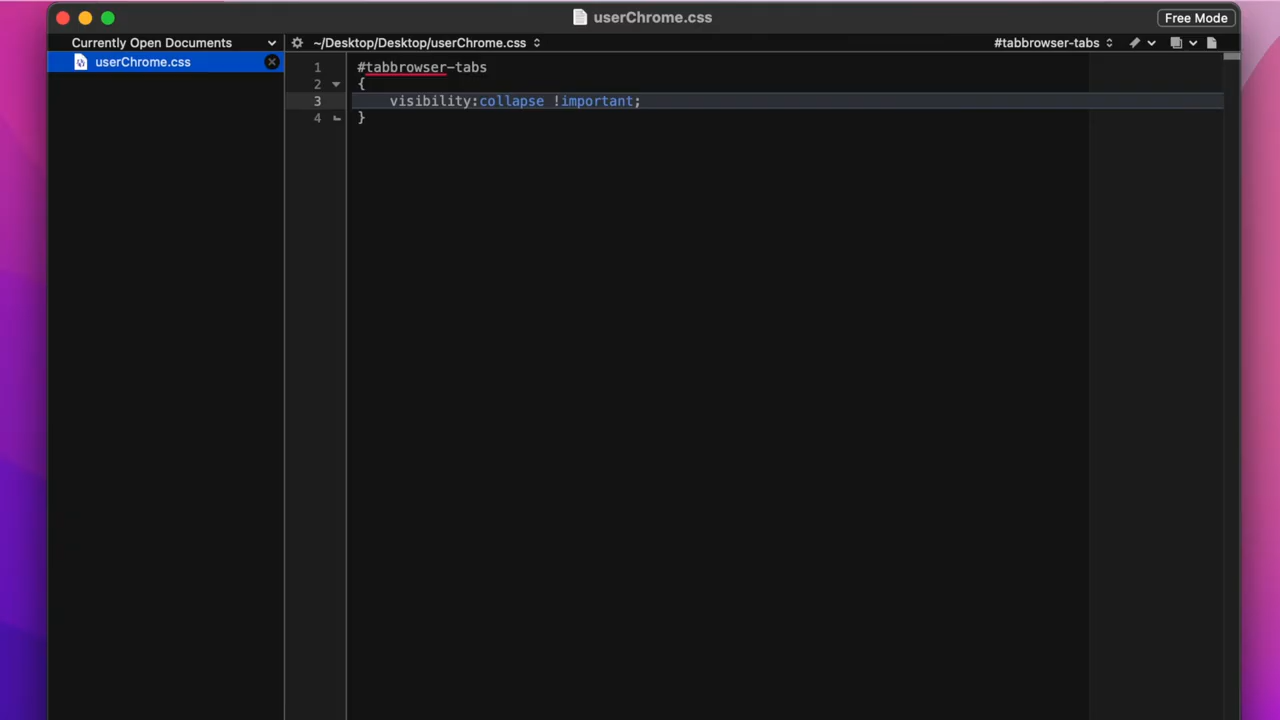 userChrome.css
Free Mode
Currently Open Documents
~/Desktop/Desktop/userChrome.css
#tabbrowser-tabs
userChrome.css
1 #tabbrowser-tabs
2 {
3 visibility:collapse !important;
4 }